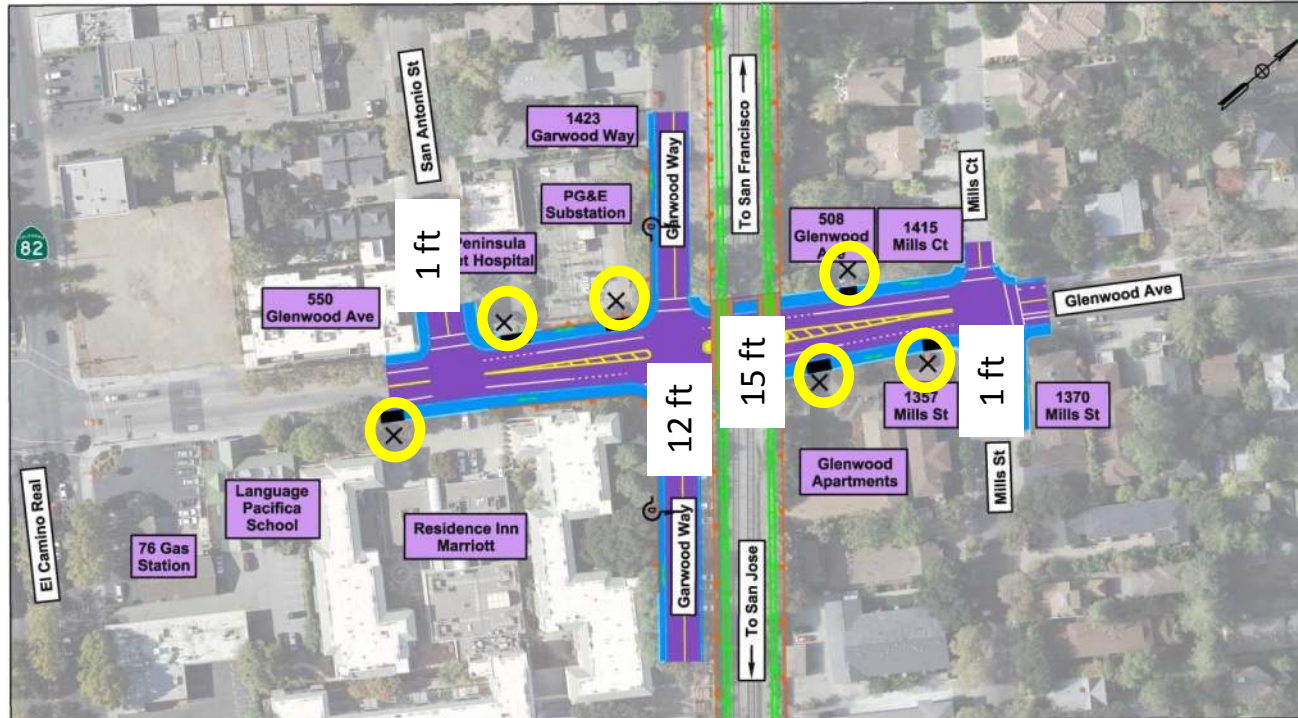 San Antonio St
1423
Garwood Way
Garwood Way
To San Francisco
PG&E
Substation
82
1 ft
Peninsula
Pet Hospital
508
Glenwood
Ave
1415
Mills Ct
Mills Ct
550
Glenwood Ave
Glenwood Ave
15 ft
12 ft
1 ft
1357
Mills St
1370
Mills St
Mills St
Glenwood
Apartments
El Camino Real
Language
Pacifica
School
76 Gas
Station
Residence Inn
Marriott
Garwood Way
To San Jose